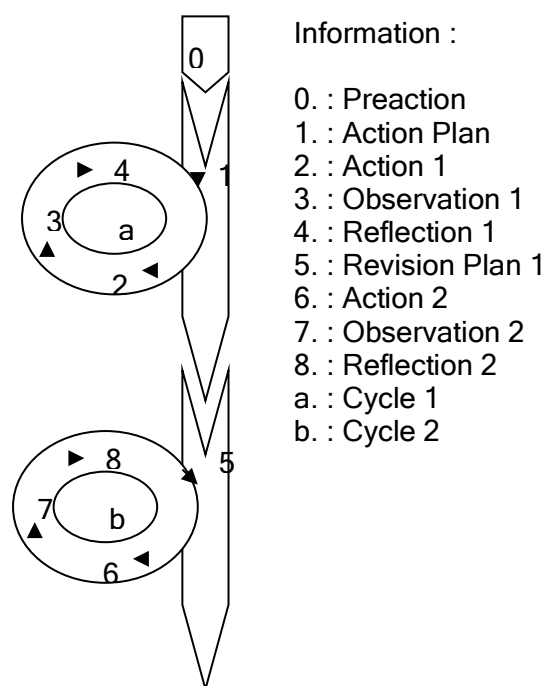 Information :
0. : Preaction
1. : Action Plan
2. : Action 1
3. : Observation 1
4. : Reflection 1
5. : Revision Plan 1
6. : Action 2
7. : Observation 2
8. : Reflection 2
a. : Cycle 1
b. : Cycle 2
0
4
1
3
a
2
8
5
7
b
6